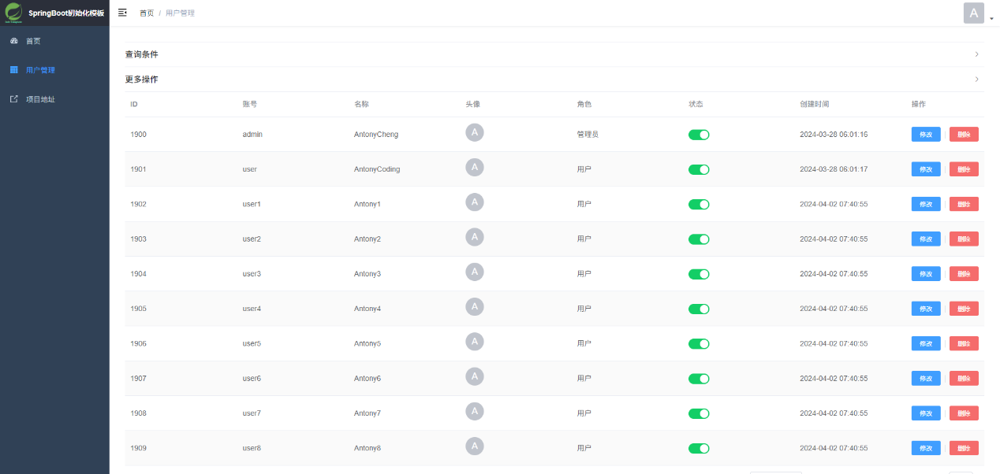 SpringBoot初始化模板
首页 / 用户管理
A
首页
用户管理
项目地址
查询条件
更多操作
ID 账号 名称 头像 角色 状态 创建时间 操作
1900 admin AntonyCheng A 管理员 2024-03-28 06:01:16 修改 删除
1901 user AntonyCoding A 用户 2024-03-28 06:01:17 修改 删除
1902 user1 Antony1 A 用户 2024-04-02 07:40:55 修改 删除
1903 user2 Antony2 A 用户 2024-04-02 07:40:55 修改 删除
1904 user3 Antony3 A 用户 2024-04-02 07:40:55 修改 删除
1905 user4 Antony4 A 用户 2024-04-02 07:40:55 修改 删除
1906 user5 Antony5 A 用户 2024-04-02 07:40:55 修改 删除
1907 user6 Antony6 A 用户 2024-04-02 07:40:55 修改 删除
1908 user7 Antony7 A 用户 2024-04-02 07:40:55 修改 删除
1909 user8 Antony8 A 用户 2024-04-02 07:40:55 修改 删除